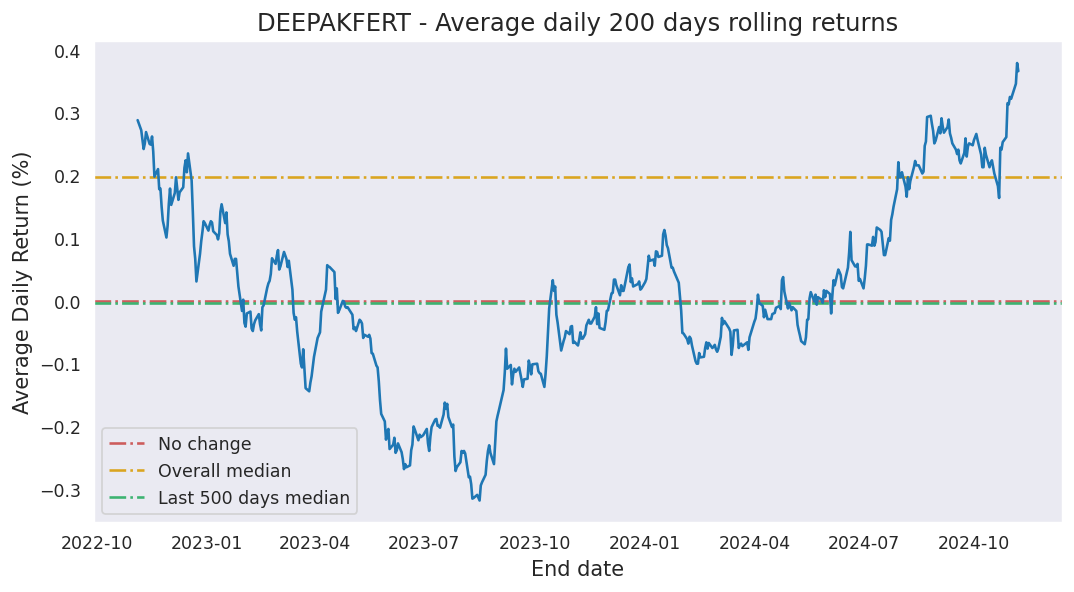 DEEPAKFERT - Average daily 200 days rolling returns
Average Daily Return (%)
0.4
0.3
0.2
0.1
0.0
−0.1
−0.2
−0.3
No change
Overall median
Last 500 days median
2022-10 2023-01 2023-04 2023-07 2023-10 2024-01 2024-04 2024-07 2024-10
End date